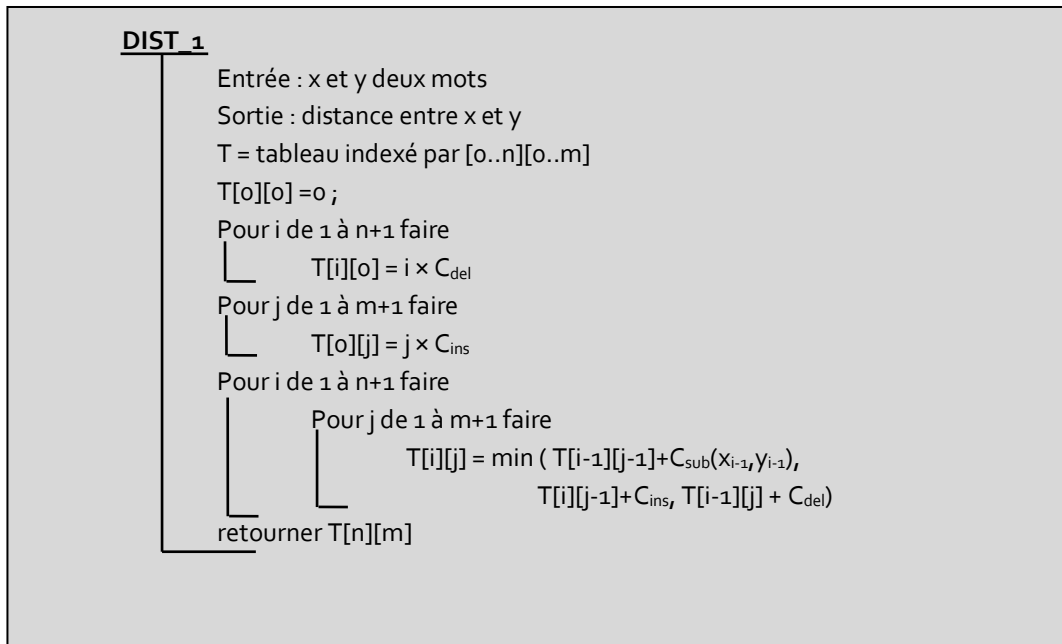 DIST_1
Entrée : x et y deux mots
Sortie : distance entre x et y
T = tableau indexé par [0..n][0..m]
T[0][0] =0 ;
Pour i de 1 à n+1 faire
T[i][0] = i × Cdel
Pour j de 1 à m+1 faire
T[0][j] = j × Cins
Pour i de 1 à n+1 faire
Pour j de 1 à m+1 faire
T[i][j] = min ( T[i-1][j-1]+Csub(xi-1,yi-1),
T[i][j-1]+Cins, T[i-1][j] + Cdel)
retourner T[n][m]